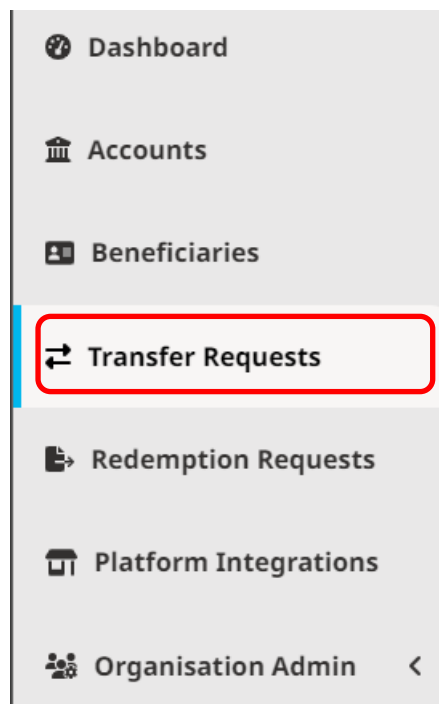 Dashboard
Accounts
Beneficiaries
Transfer Requests
Redemption Requests
Platform Integrations
Organisation Admin